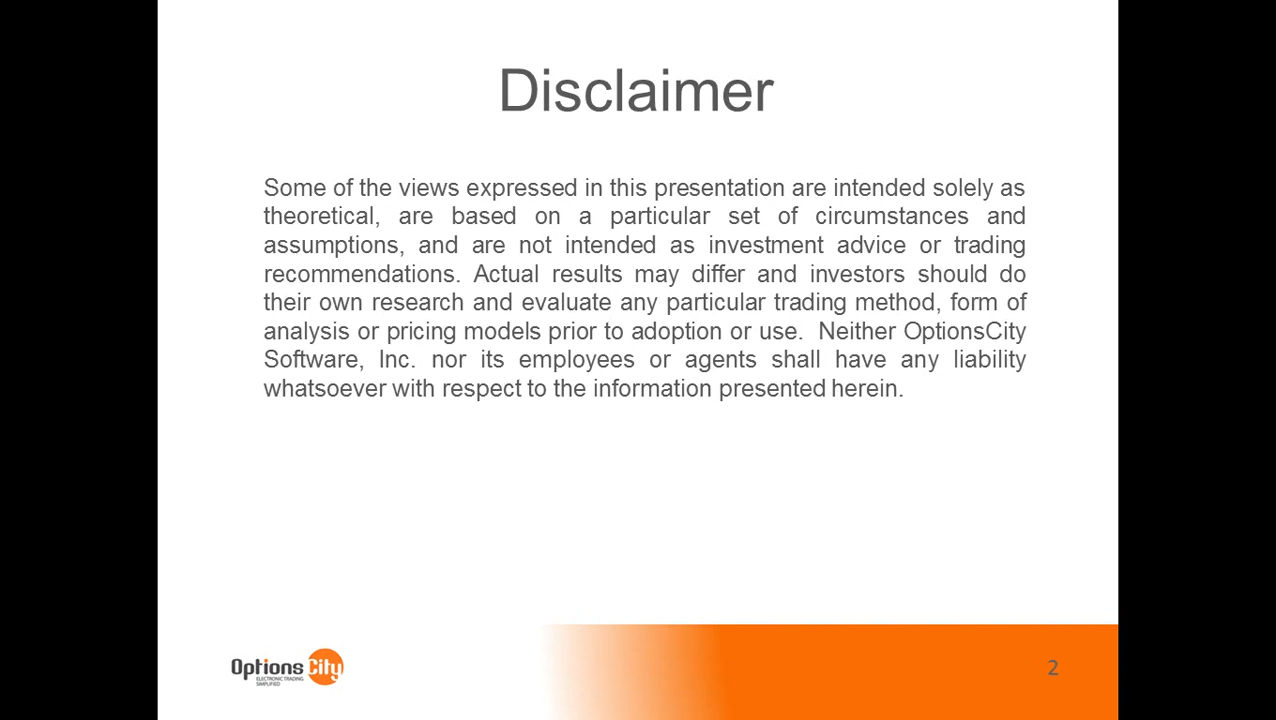 Disclaimer
Some of the views expressed in this presentation are intended solely as
theoretical, are based on a particular set of circumstances and
assumptions, and are not intended as investment advice or trading
recommendations. Actual results may differ and investors should do
their own research and evaluate any particular trading method, form of
analysis or pricing models prior to adoption or use.  Neither OptionsCity
Software, Inc. nor its employees or agents shall have any liability
whatsoever with respect to the information presented herein.
OptionsCity
ELECTRONIC TRADING
SIMPLIFIED
2